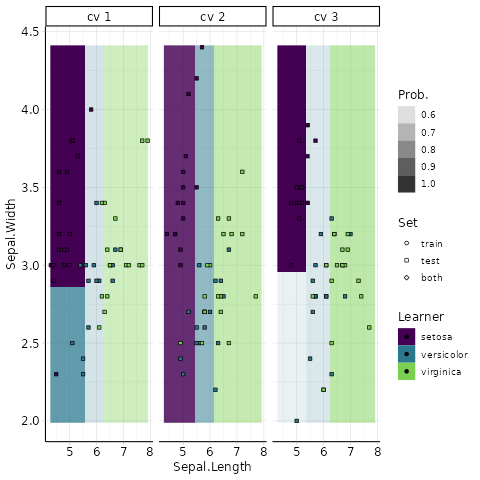 cv 1
cv 2
cv 3
4.5
4.0
3.5
3.0
2.5
2.0
Sepal.Width
5 6 7 8
5 6 7 8
5 6 7 8
Sepal.Length
Prob.
0.6
0.7
0.8
0.9
1.0
Set
train
test
both
Learner
setosa
versicolor
virginica